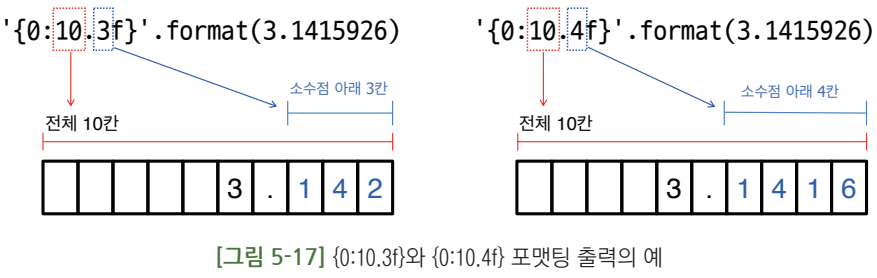 '{0:10.3f}'.format(3.1415926)
소수점 아래 3칸
전체 10칸
3 . 1 4 2
'{0:10.4f}'.format(3.1415926)
소수점 아래 4칸
전체 10칸
3 . 1 4 1 6
[그림 5-17] {0:10.3f}와 {0:10.4f} 포맷팅 출력의 예